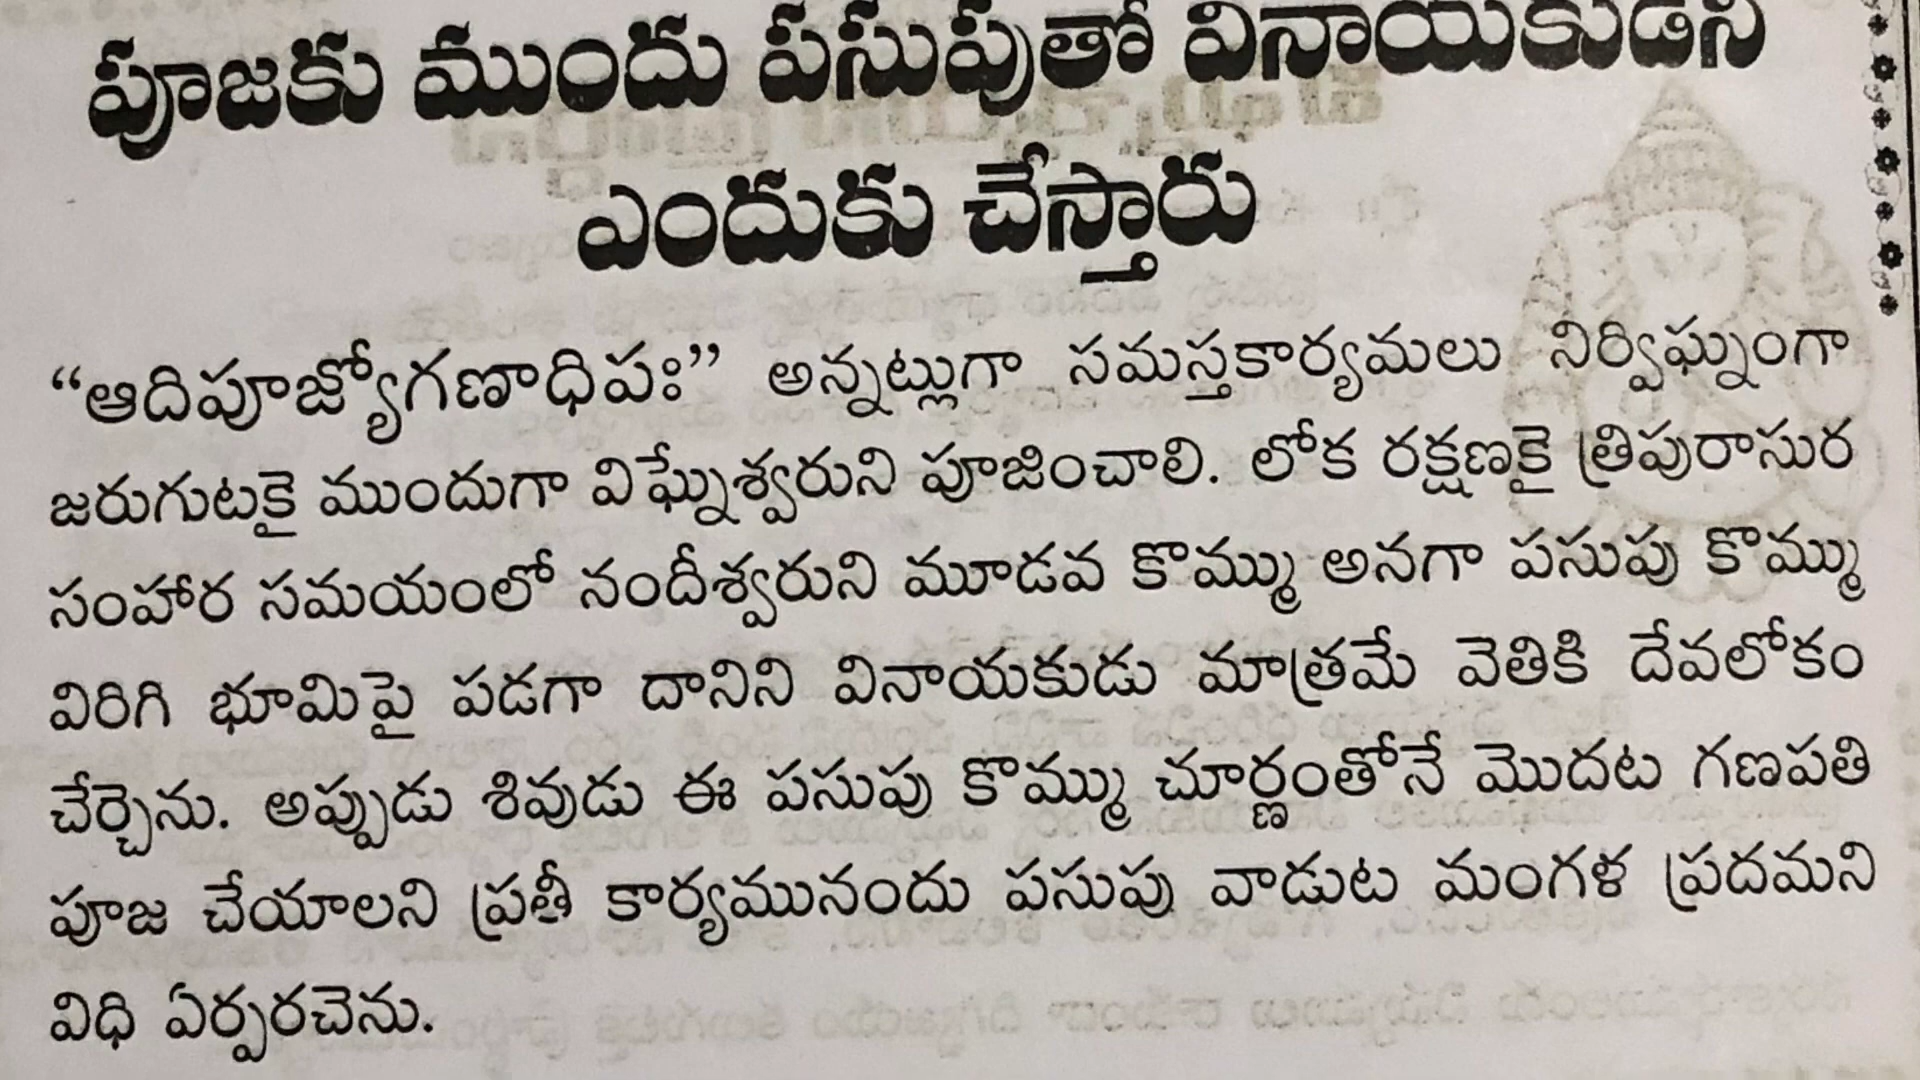 పూజకు ముందు పసుపుతో వినాయకుడిని
ఎందుకు చేస్తారు
“ఆదిపూజ్యోగణాధిపః” అన్నట్లుగా సమస్తకార్యమలు నిర్విఘ్నంగా
జరుగుటకై ముందుగా విఘ్నేశ్వరుని పూజించాలి. లోక రక్షణకై త్రిపురాసుర
సంహార సమయంలో నందీశ్వరుని మూడవ కొమ్ము అనగా పసుపు కొమ్ము
విరిగి భూమిపై పడగా దానిని వినాయకుడు మాత్రమే వెతికి దేవలోకం
చేర్చెను. అప్పుడు శివుడు ఈ పసుపు కొమ్ము చూర్ణంతోనే మొదట గణపతి
పూజ చేయాలని ప్రతీ కార్యమునందు పసుపు వాడుట మంగళ ప్రదమని
విధి ఏర్పరచెను.